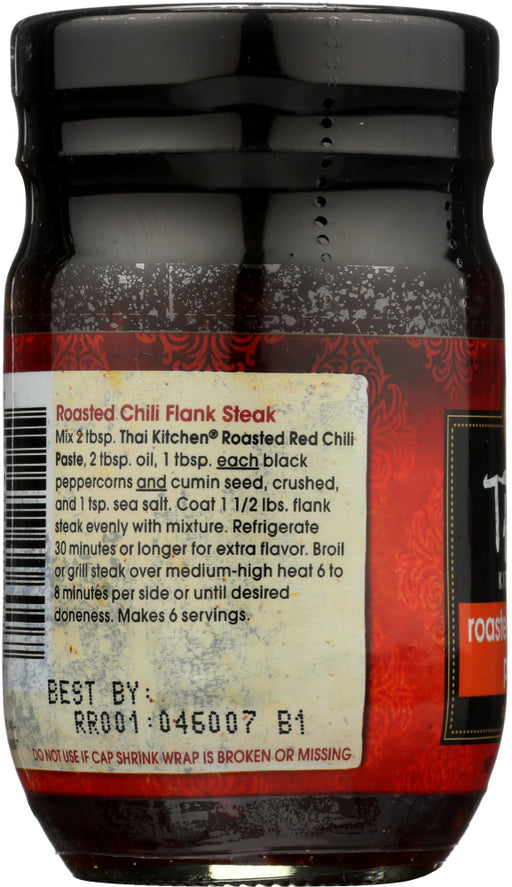 Roasted Chili Flank Steak
Mix 2 tbsp. Thai Kitchen® Roasted Red Chili
Paste, 2 tbsp. oil, 1 tbsp. each black
peppercorns and cumin seed, crushed,
and 1 tsp. sea salt. Coat 1 1/2 lbs. flank
steak evenly with mixture. Refrigerate
30 minutes or longer for extra flavor. Broil
or grill steak over medium-high heat 6 to
8 minutes per side or until desired
doneness. Makes 6 servings.
BEST BY:
RR001:046007 B1
DO NOT USE IF CAP SHRINK WRAP IS BROKEN OR MISSING